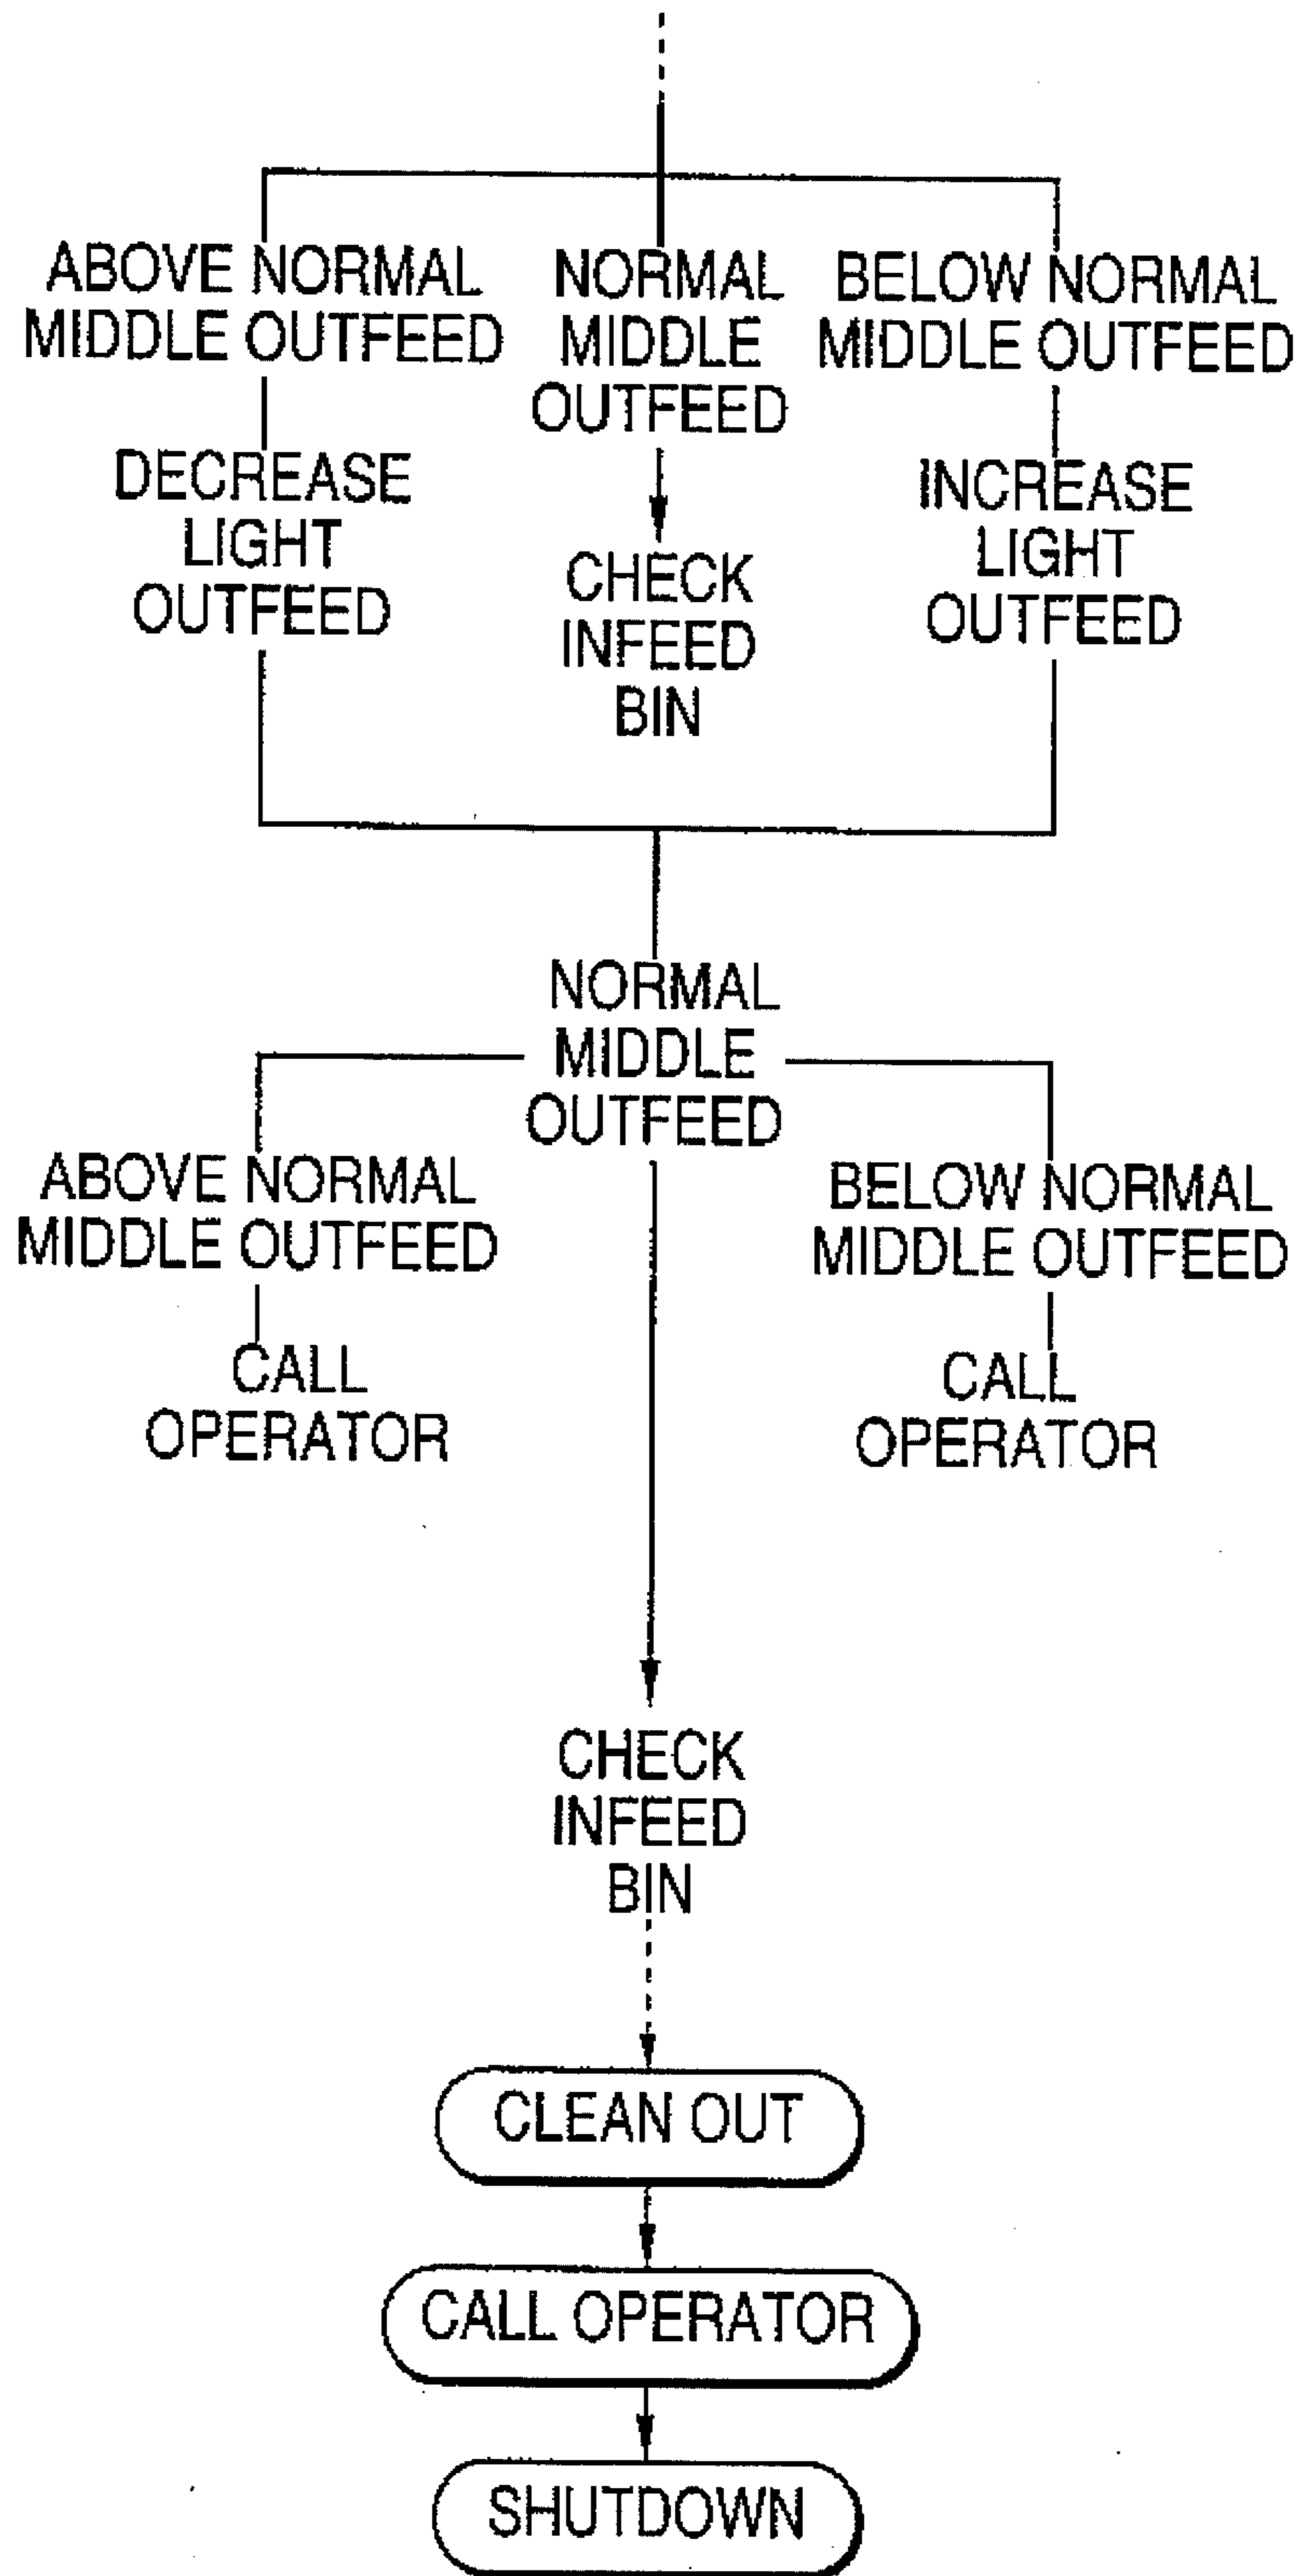 ABOVE NORMAL
MIDDLE OUTFEED
NORMAL
MIDDLE
OUTFEED
BELOW NORMAL
MIDDLE OUTFEED
DECREASE
LIGHT
OUTFEED
CHECK
INFEED
BIN
INCREASE
LIGHT
OUTFEED
NORMAL
MIDDLE
OUTFEED
ABOVE NORMAL
MIDDLE OUTFEED
BELOW NORMAL
MIDDLE OUTFEED
CALL
OPERATOR
CALL
OPERATOR
CHECK
INFEED
BIN
CLEAN OUT
CALL OPERATOR
SHUTDOWN